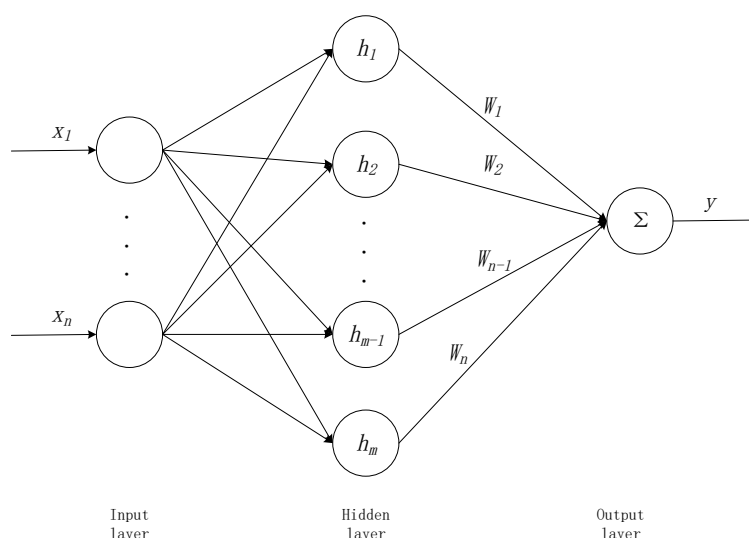 h₁
W₁
x₁
h₂
W₂
Σ
y
.
.
.
.
.
.
Wₙ₋₁
xₙ
hₘ₋₁
Wₙ
hₘ
Input
layer
Hidden
layer
Output
layer